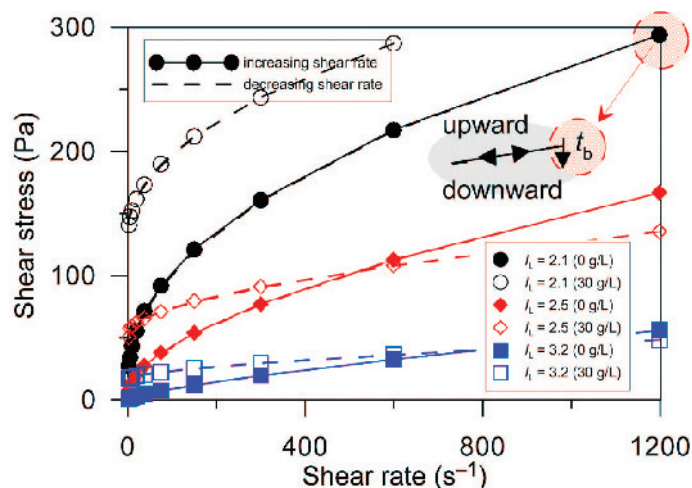 300
200
100
0
Shear stress (Pa)
increasing shear rate
decreasing shear rate
upward
t_b
downward
I_L = 2.1 (0 g/L)
I_L = 2.1 (30 g/L)
I_L = 2.5 (0 g/L)
I_L = 2.5 (30 g/L)
I_L = 3.2 (0 g/L)
I_L = 3.2 (30 g/L)
0 400 800 1200
Shear rate (s⁻¹)